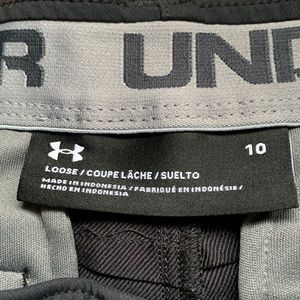 R UND
10
LOOSE / COUPE LÂCHE / SUELTO
MADE IN INDONESIA / FABRIQUÉ EN INDONÉSIE /
HECHO EN INDONESIA